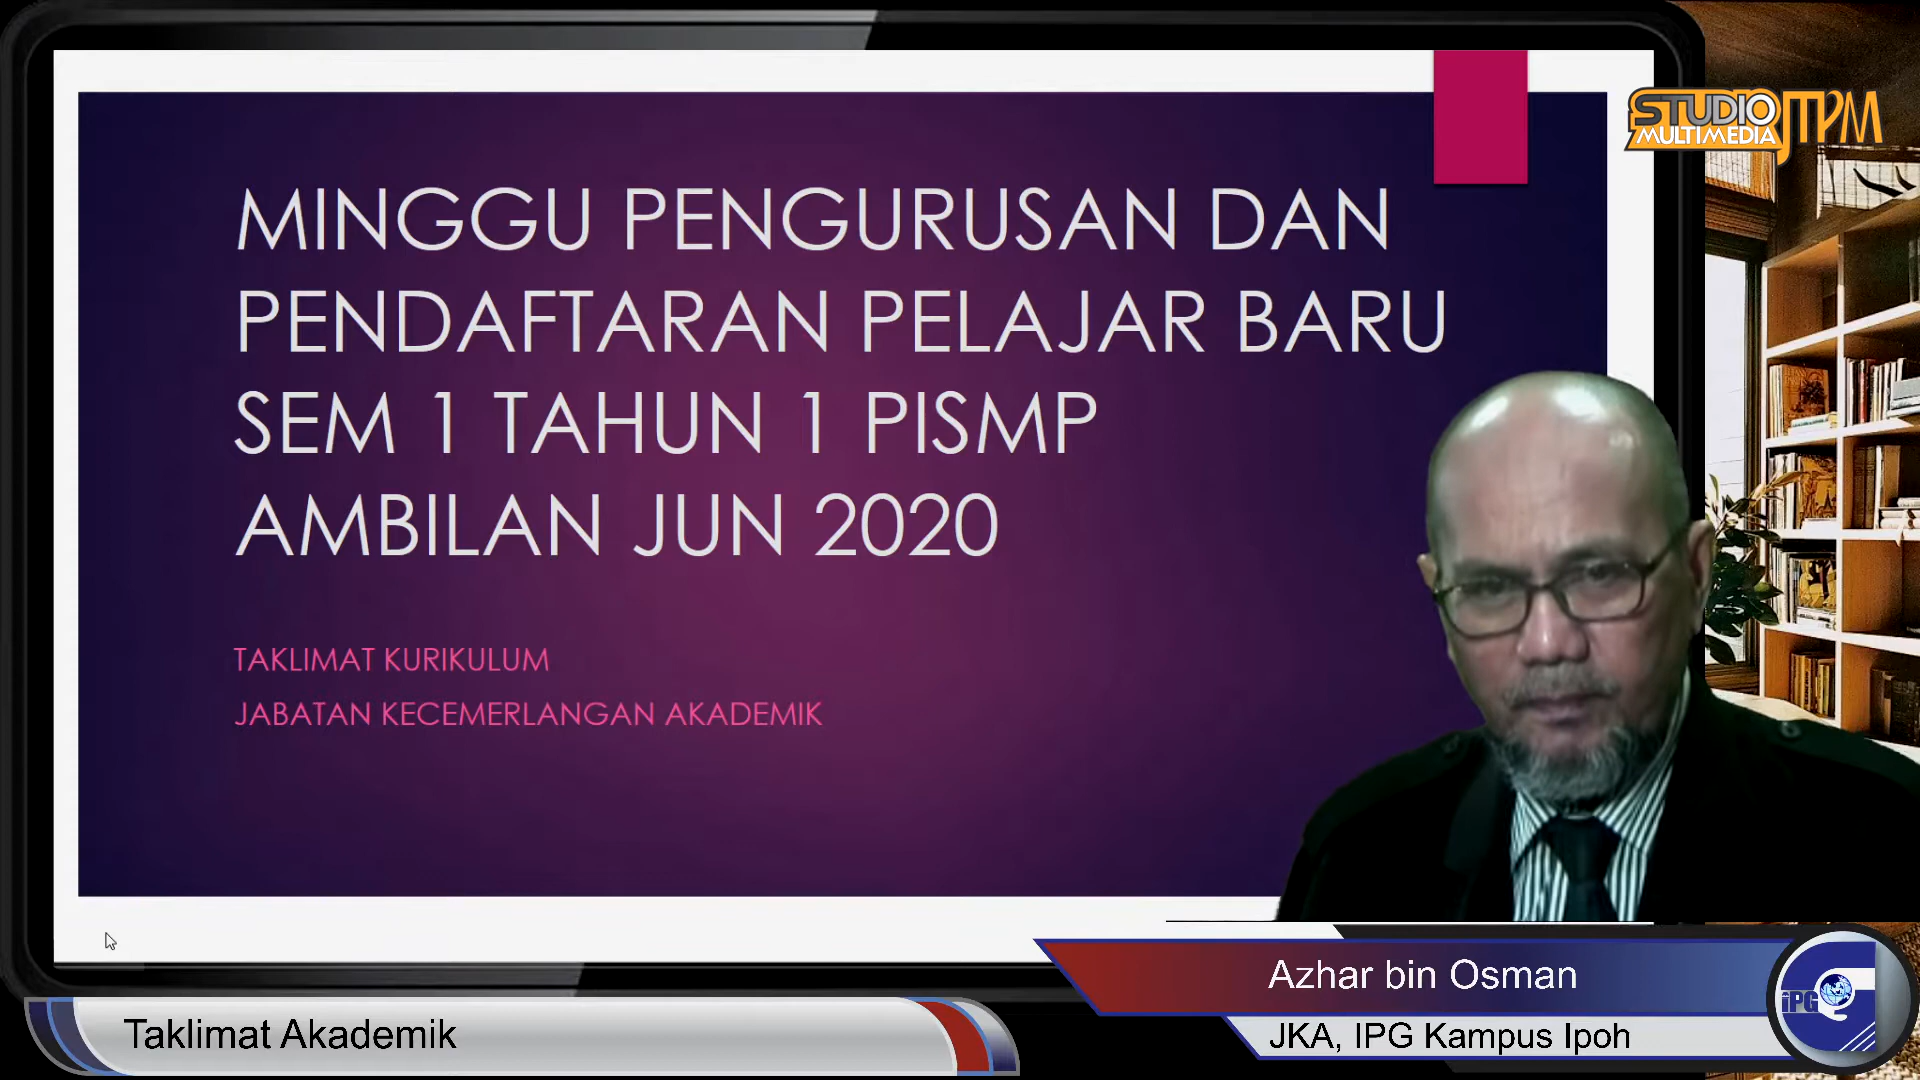 STUDIO
MULTIMEDIA
JTPM
MINGGU PENGURUSAN DAN
PENDAFTARAN PELAJAR BARU
SEM 1 TAHUN 1 PISMP
AMBILAN JUN 2020
TAKLIMAT KURIKULUM
JABATAN KECEMERLANGAN AKADEMIK
Azhar bin Osman
JKA, IPG Kampus Ipoh
iPG
Taklimat Akademik